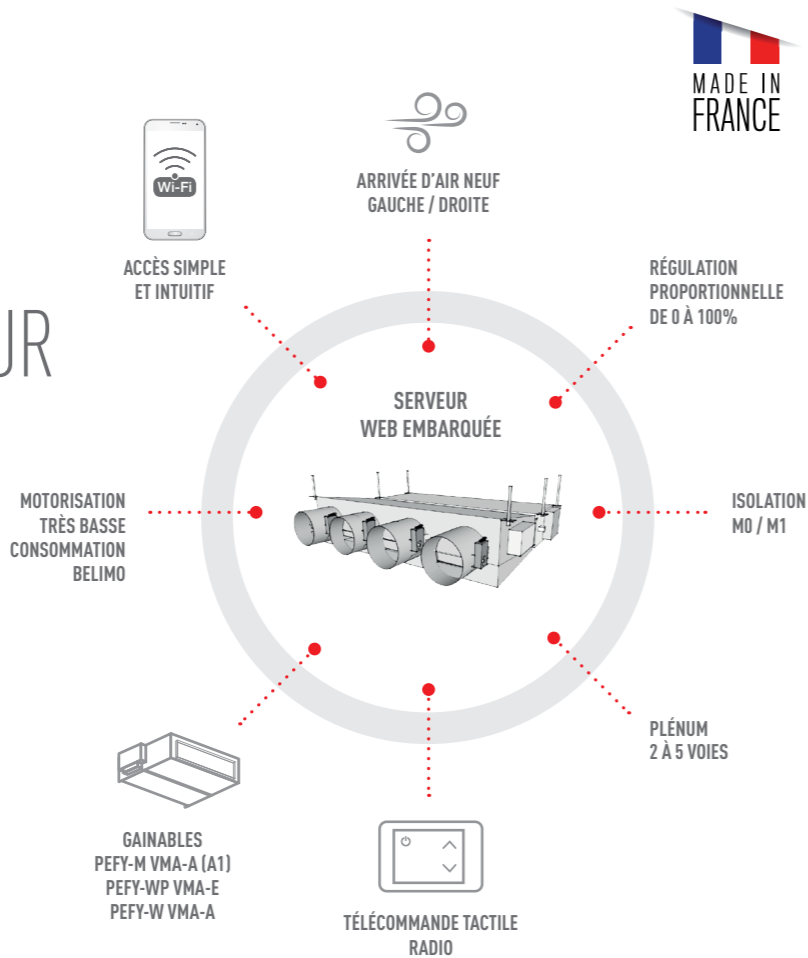 MADE IN
FRANCE
Wi-Fi
ARRIVÉE D'AIR NEUF
GAUCHE / DROITE
ACCÈS SIMPLE
ET INTUITIF
RÉGULATION
PROPORTIONNELLE
DE 0 À 100%
UR
SERVEUR
WEB EMBARQUÉE
MOTORISATION
TRÈS BASSE
CONSOMMATION
BELIMO
ISOLATION
M0 / M1
PLÉNUM
2 À 5 VOIES
GAINABLES
PEFY-M VMA-A (A1)
PEFY-WP VMA-E
PEFY-W VMA-A
TÉLÉCOMMANDE TACTILE
RADIO